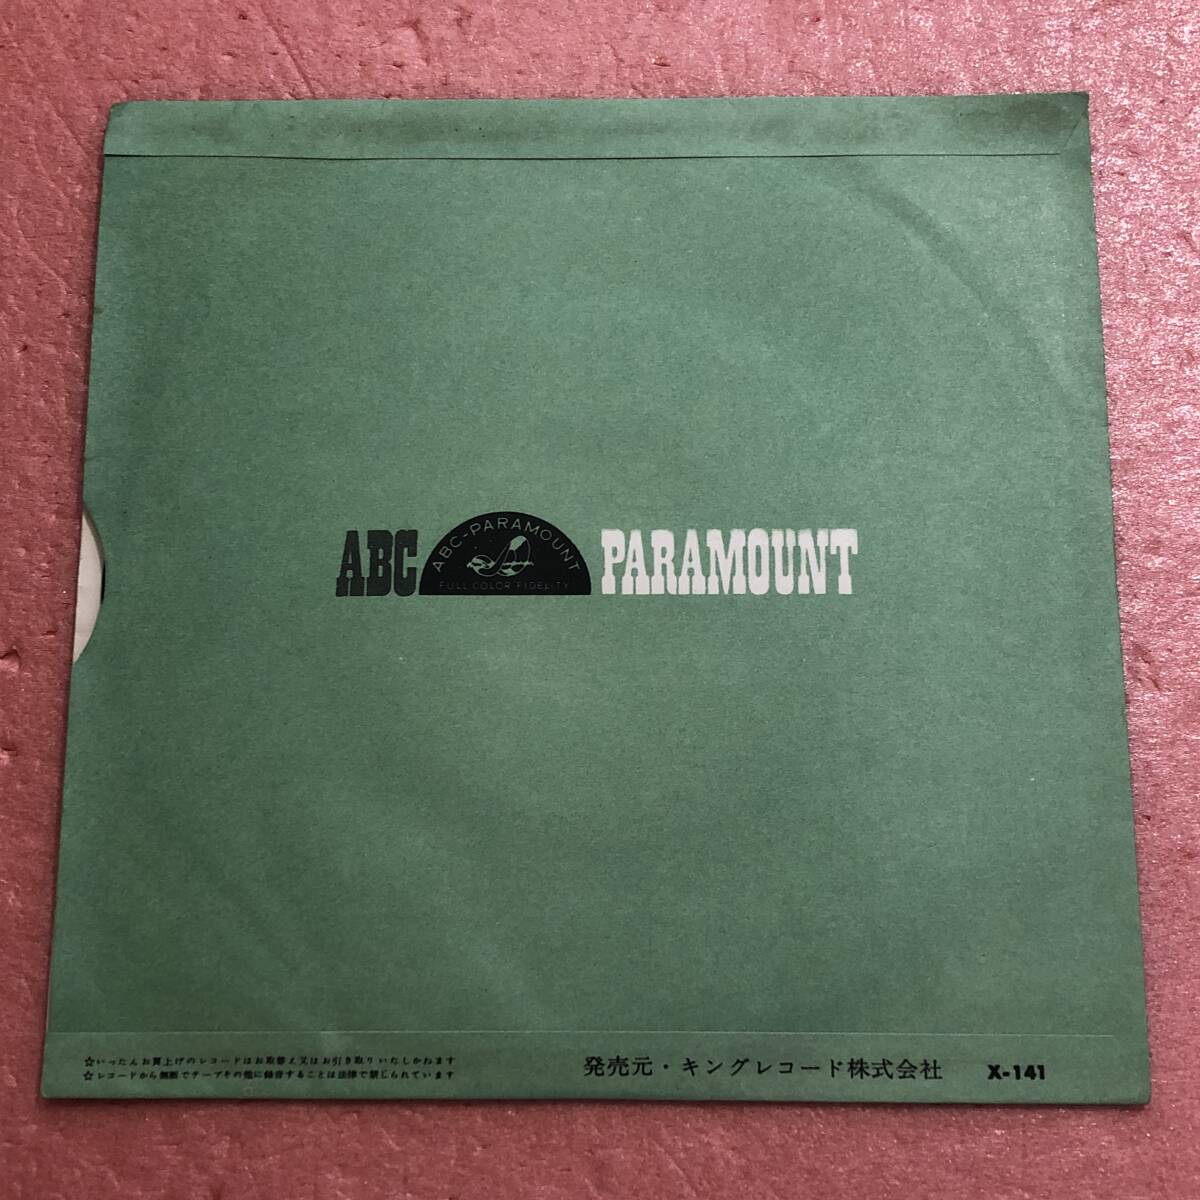 ABC
ABC-PARAMOUNT
FULL COLOR FIDELITY
PARAMOUNT
☆いったんお買上げのレコードはお取替え又はお引き取りいたしかねます
☆レコードから無断でテープその他に録音することは法律で禁じられています
発売元・キングレコード株式会社
X-141